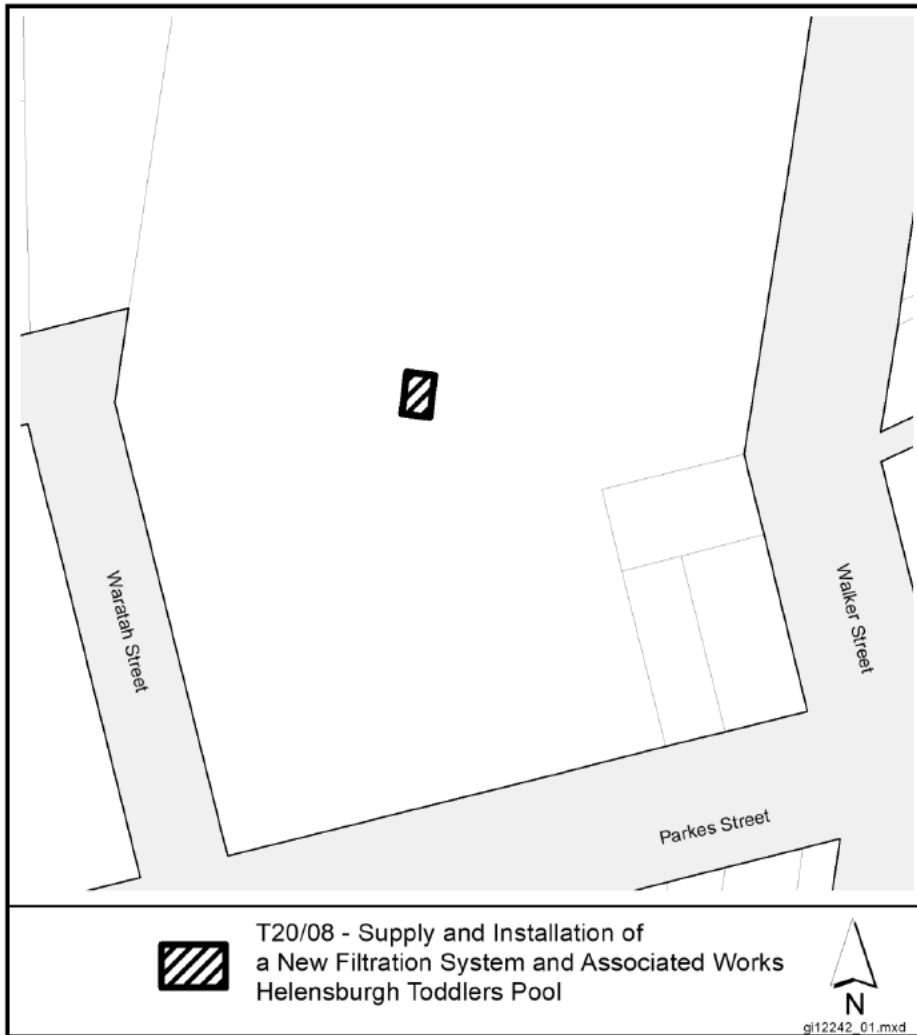 Waratah Street
Walker Street
Parkes Street
T20/08 - Supply and Installation of
a New Filtration System and Associated Works
Helensburgh Toddlers Pool
N
gi12242_01.mxd